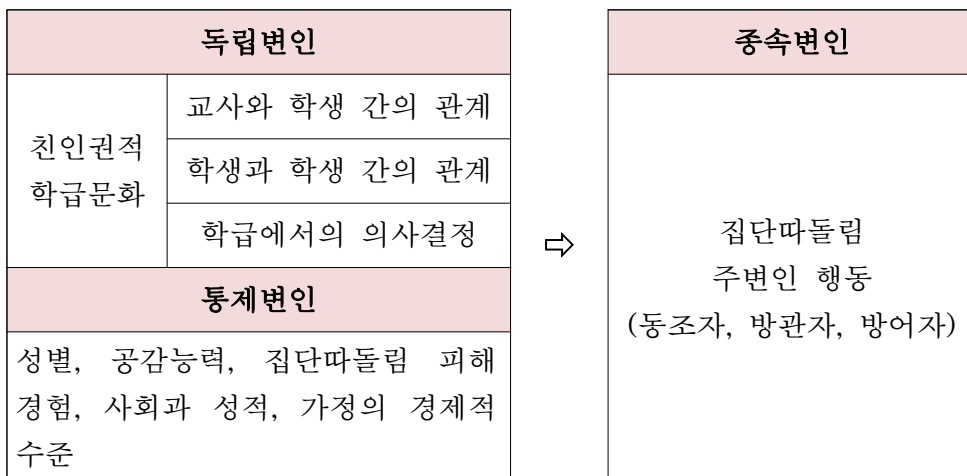 독립변인
친인권적
학급문화
교사와 학생 간의 관계
학생과 학생 간의 관계
학급에서의 의사결정
통제변인
성별, 공감능력, 집단따돌림 피해
경험, 사회과 성적, 가정의 경제적
수준
⇨
종속변인
집단따돌림
주변인 행동
(동조자, 방관자, 방어자)